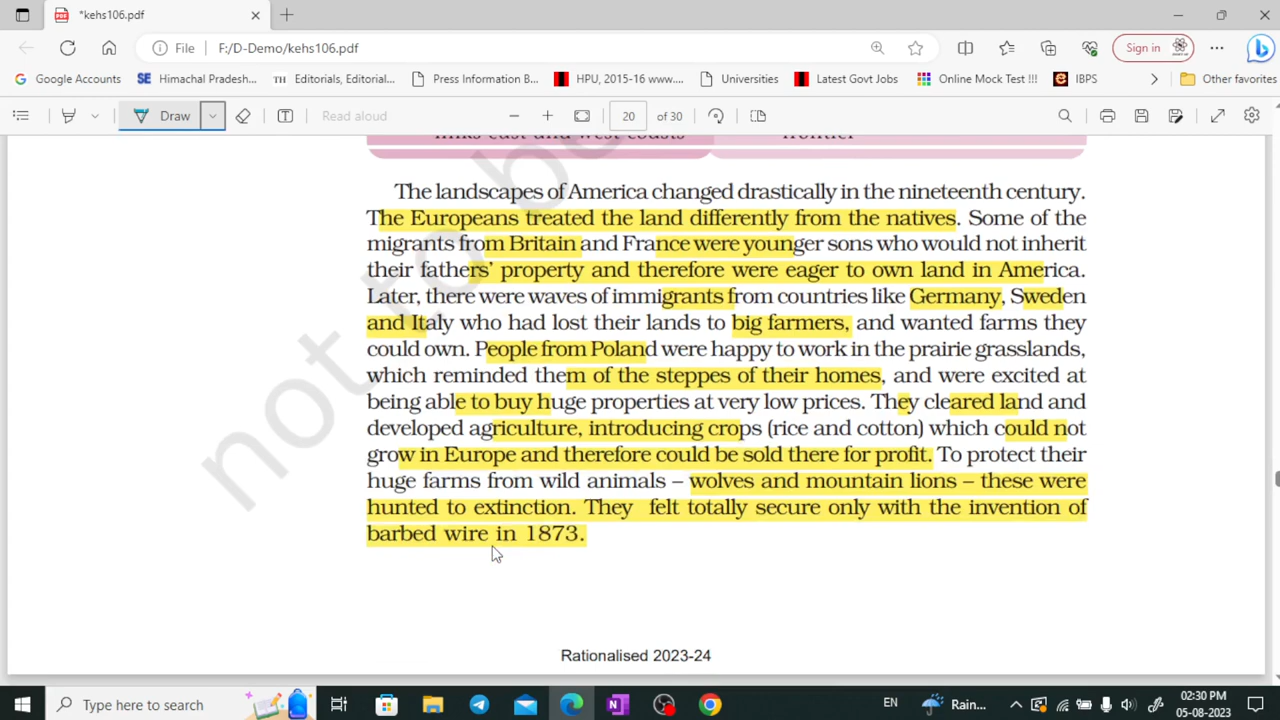 *kehs106.pdf
File F:/D-Demo/kehs106.pdf Sign in
Google Accounts SE Himachal Pradesh... TH Editorials, Editorial... Press Information B... HPU, 2015-16 www.... Universities Latest Govt Jobs Online Mock Test !!! IBPS Other favorites
Draw Read aloud 20 of 30
links east and west coasts frontier
The landscapes of America changed drastically in the nineteenth century.
The Europeans treated the land differently from the natives. Some of the
migrants from Britain and France were younger sons who would not inherit
their fathers' property and therefore were eager to own land in America.
Later, there were waves of immigrants from countries like Germany, Sweden
and Italy who had lost their lands to big farmers, and wanted farms they
could own. People from Poland were happy to work in the prairie grasslands,
which reminded them of the steppes of their homes, and were excited at
being able to buy huge properties at very low prices. They cleared land and
developed agriculture, introducing crops (rice and cotton) which could not
grow in Europe and therefore could be sold there for profit. To protect their
huge farms from wild animals – wolves and mountain lions – these were
hunted to extinction. They felt totally secure only with the invention of
barbed wire in 1873.
not to be
Rationalised 2023-24
Type here to search EN Rain... 02:30 PM
05-08-2023